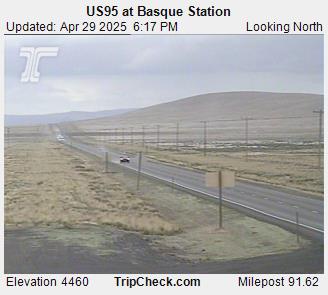 US95 at Basque Station
Updated: Apr 29 2025 6:17 PM Looking North
Elevation 4460 TripCheck.com Milepost 91.62